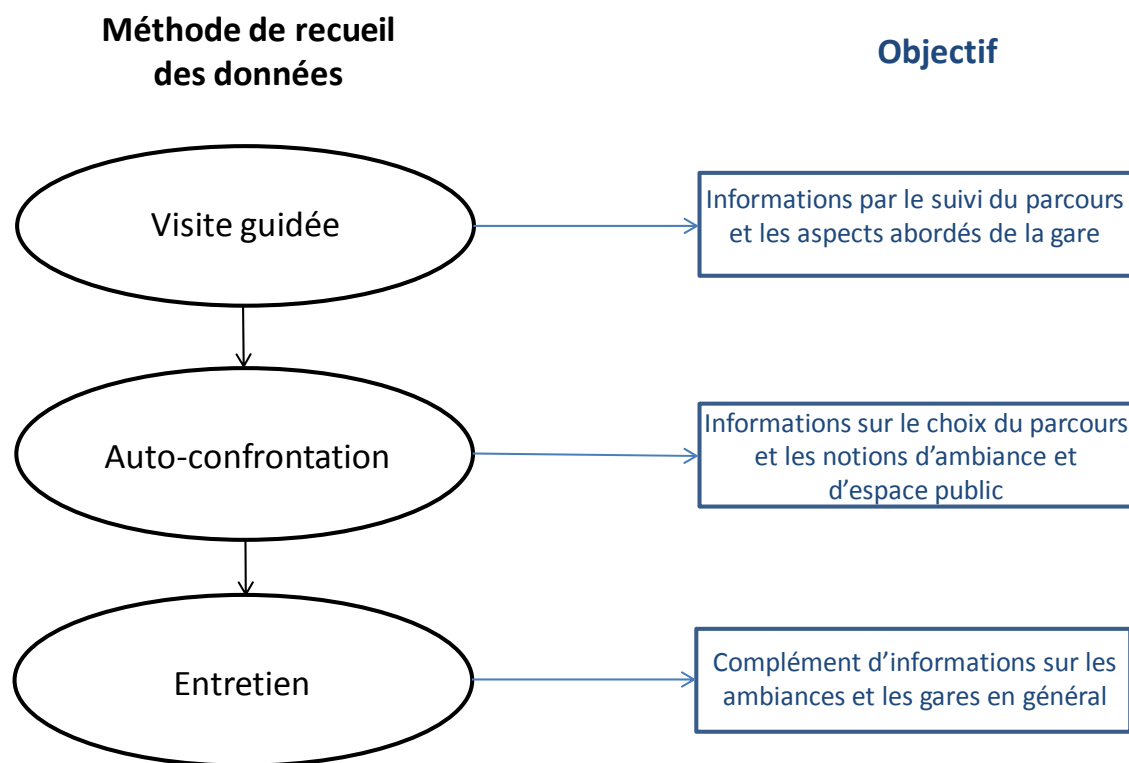 Méthode de recueil
des données
Objectif
Visite guidée
Informations par le suivi du parcours
et les aspects abordés de la gare
Auto-confrontation
Informations sur le choix du parcours
et les notions d'ambiance et
d'espace public
Entretien
Complément d'informations sur les
ambiances et les gares en général